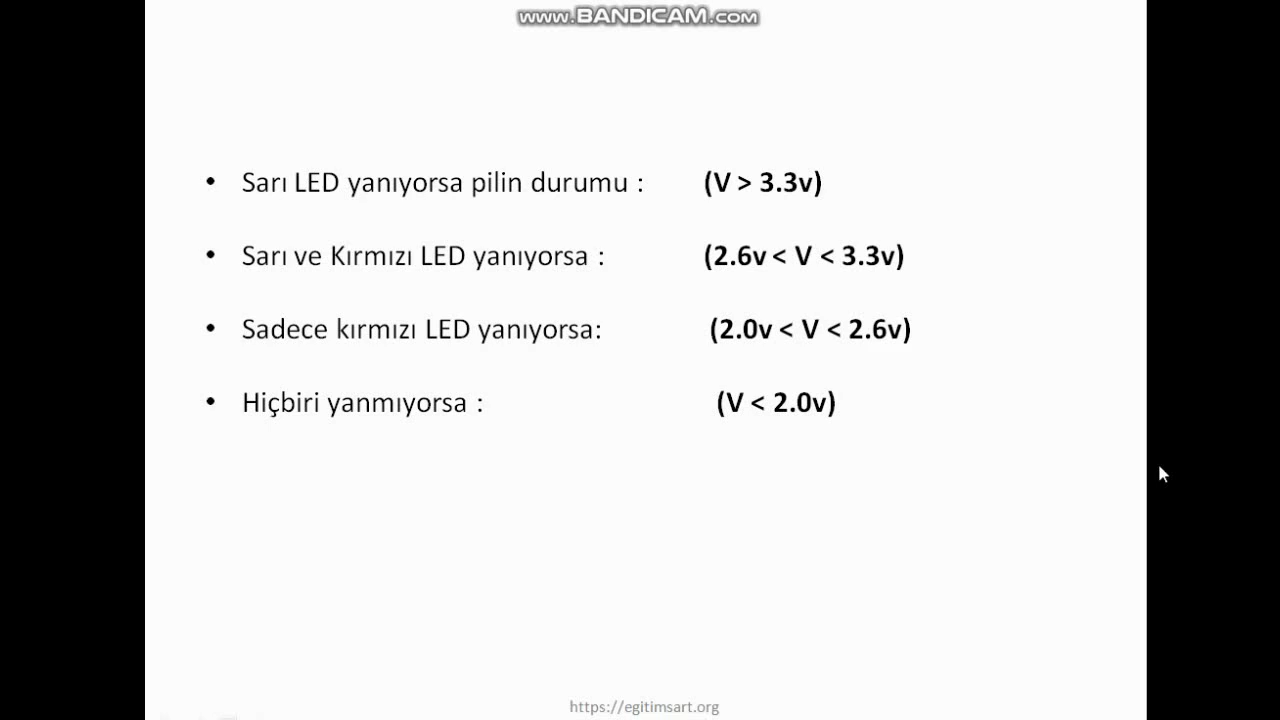 www.BANDICAM.com
• Sarı LED yanıyorsa pilin durumu : (V > 3.3v)
• Sarı ve Kırmızı LED yanıyorsa : (2.6v < V < 3.3v)
• Sadece kırmızı LED yanıyorsa: (2.0v < V < 2.6v)
• Hiçbiri yanmıyorsa : (V < 2.0v)
https://egitimsart.org